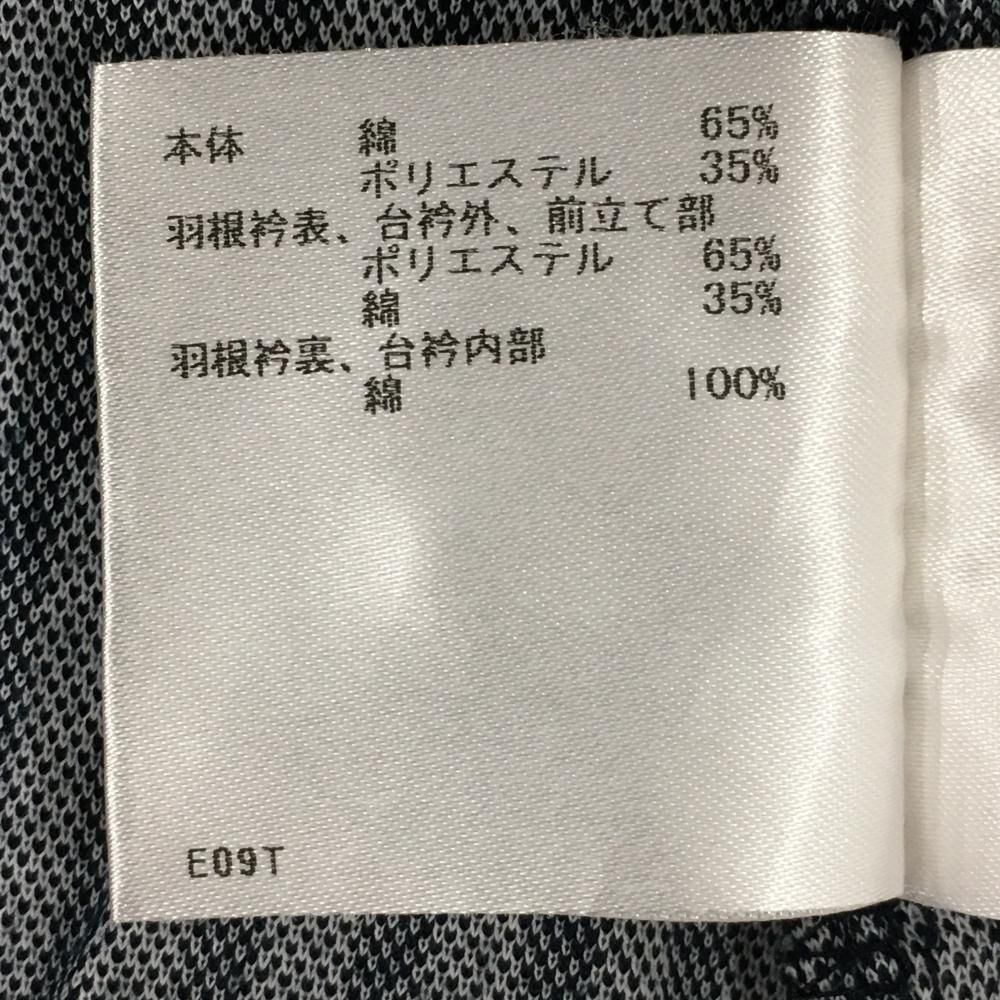 本体 綿 65%
ポリエステル 35%
羽根衿表、台衿外、前立て部
ポリエステル 65%
綿 35%
羽根衿裏、台衿内部
綿 100%
E09T